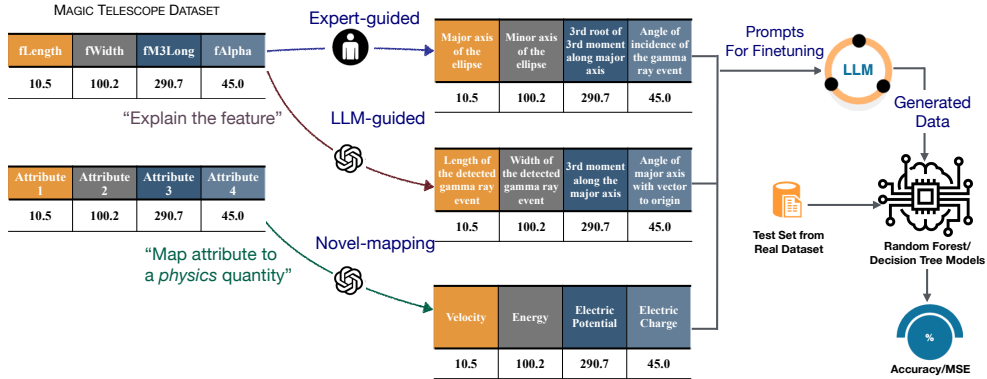 MAGIC TELESCOPE DATASET
fLength fWidth fM3Long fAlpha
10.5 100.2 290.7 45.0
"Explain the feature"
Attribute 1 Attribute 2 Attribute 3 Attribute 4
10.5 100.2 290.7 45.0
"Map attribute to
a physics quantity"
Expert-guided
LLM-guided
Novel-mapping
Major axis of the ellipse
Minor axis of the ellipse
3rd root of 3rd moment along major axis
Angle of incidence of the gamma ray event
10.5 100.2 290.7 45.0
Length of the detected gamma ray event
Width of the detected gamma ray event
3rd moment along the major axis
Angle of major axis with vector to origin
10.5 100.2 290.7 45.0
Velocity
Energy
Electric Potential
Electric Charge
10.5 100.2 290.7 45.0
Prompts
For Finetuning
LLM
Generated
Data
Test Set from
Real Dataset
Random Forest/
Decision Tree Models
%
Accuracy/MSE